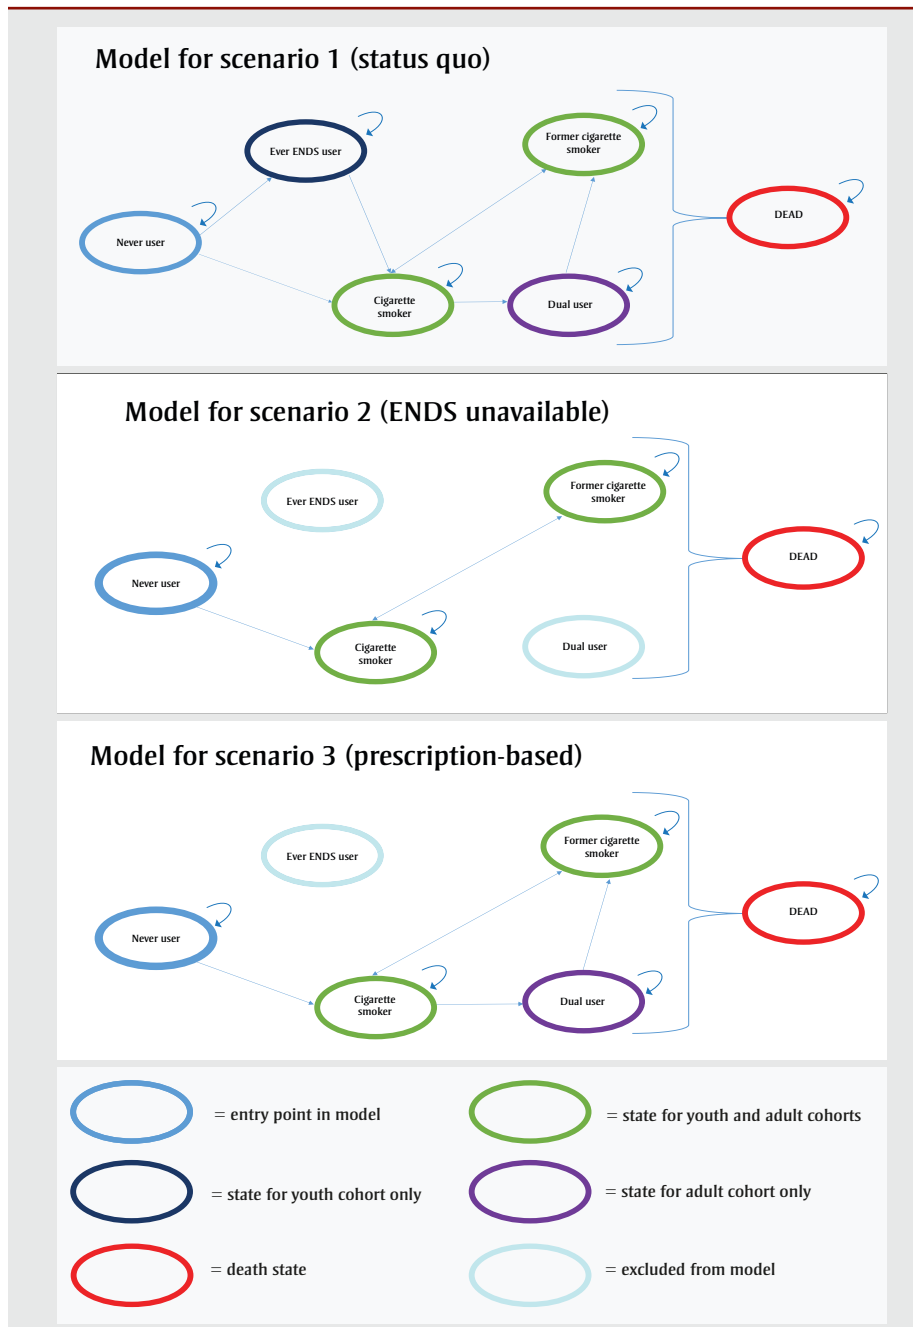 Model for scenario 1 (status quo)
Former cigarette
smoker
Ever ENDS user
DEAD
Never user
Cigarette
smoker
Dual user
Model for scenario 2 (ENDS unavailable)
Former cigarette
smoker
Ever ENDS user
DEAD
Never user
Cigarette
smoker
Dual user
Model for scenario 3 (prescription-based)
Former cigarette
smoker
Ever ENDS user
DEAD
Never user
Cigarette
smoker
Dual user
= entry point in model
= state for youth and adult cohorts
= state for youth cohort only
= state for adult cohort only
= death state
= excluded from model